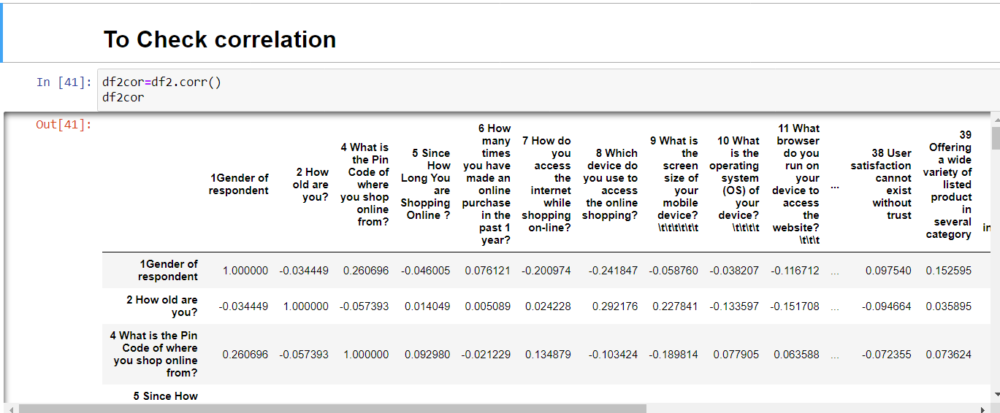 To Check correlation
In [41]:
df2cor=df2.corr()
df2cor
Out[41]:
1Gender of
respondent
2 How
old are
you?
4 What is
the Pin
Code of
where
you shop
online
from?
5 Since
How
Long You
are
Shopping
Online ?
6 How
many
times
you have
made an
online
purchase
in the
past 1
year?
7 How do
you
access
the
internet
while
shopping
on-line?
8 Which
device do
you use to
access
the online
shopping?
9 What is
the
screen
size of
your
mobile
device?
\t\t\t\t\t\t
10 What
is the
operating
system
(OS) of
your
device?
\t\t\t\t
11 What
browser
do you
run on
your
device to
access
the
website?
\t\t\t
...
38 User
satisfaction
cannot
exist
without
trust
39
Offering
a wide
variety of
listed
product
in
several
category
in
1Gender of
respondent
1.000000 -0.034449 0.260696 -0.046005 0.076121 -0.200974 -0.241847 -0.058760 -0.038207 -0.116712 ... 0.097540 0.152595
2 How old are
you?
-0.034449 1.000000 -0.057393 0.014049 0.005089 0.024228 0.292176 0.227841 -0.133597 -0.151708 ... -0.094664 0.035895
4 What is the Pin
Code of where
you shop online
from?
0.260696 -0.057393 1.000000 0.092980 -0.021229 0.134879 -0.103424 -0.189814 0.077905 0.063588 ... -0.072355 0.073624
5 Since How